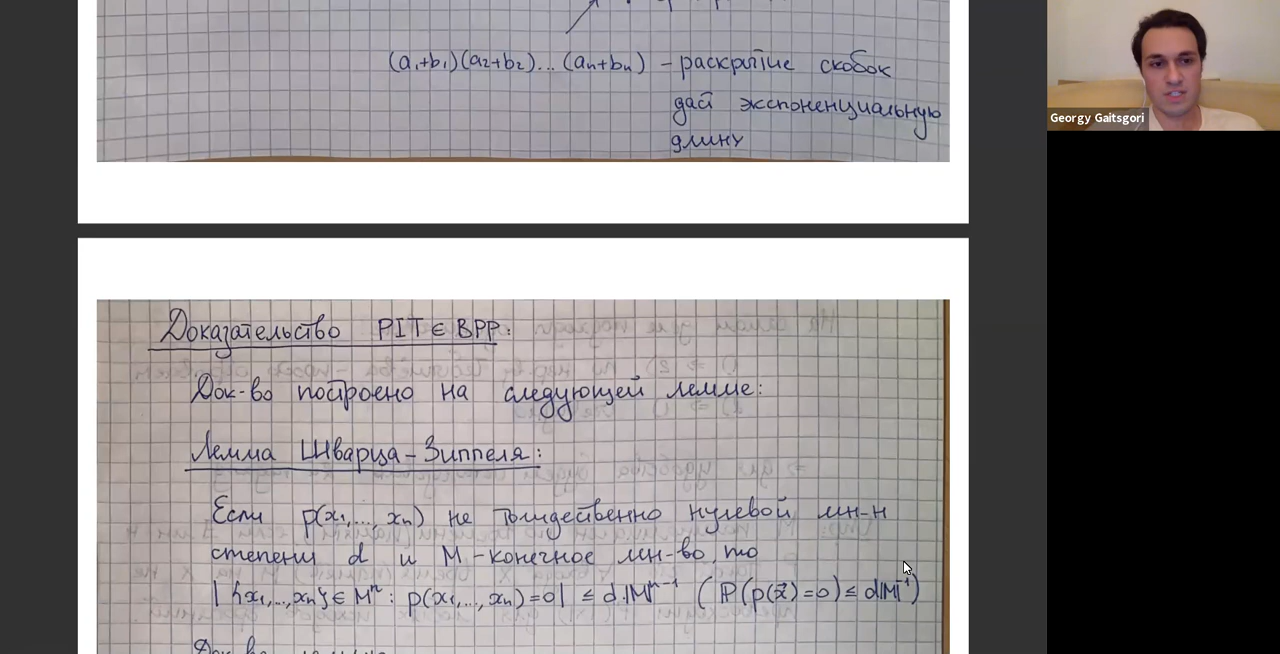 (a₁+b₁)(a₂+b₂)...(aₙ+bₙ) – раскрытие скобок
даст экспоненциальную
длину
Georgy Gaitsgori
Доказательство PIT ∈ BPP:
Док-во построено на следующей лемме:
Лемма Шварца – Зиппеля:
Если p(x₁,...,xₙ) не тождественно нулевой мн-н
степени d и M – конечное мн-во, то
|{x₁,...,xₙ} ∈ Mⁿ : p(x₁,...,xₙ)=0| ≤ d·|M|ⁿ⁻¹ (ℙ(p(x⃗)=0) ≤ d|M|⁻¹)